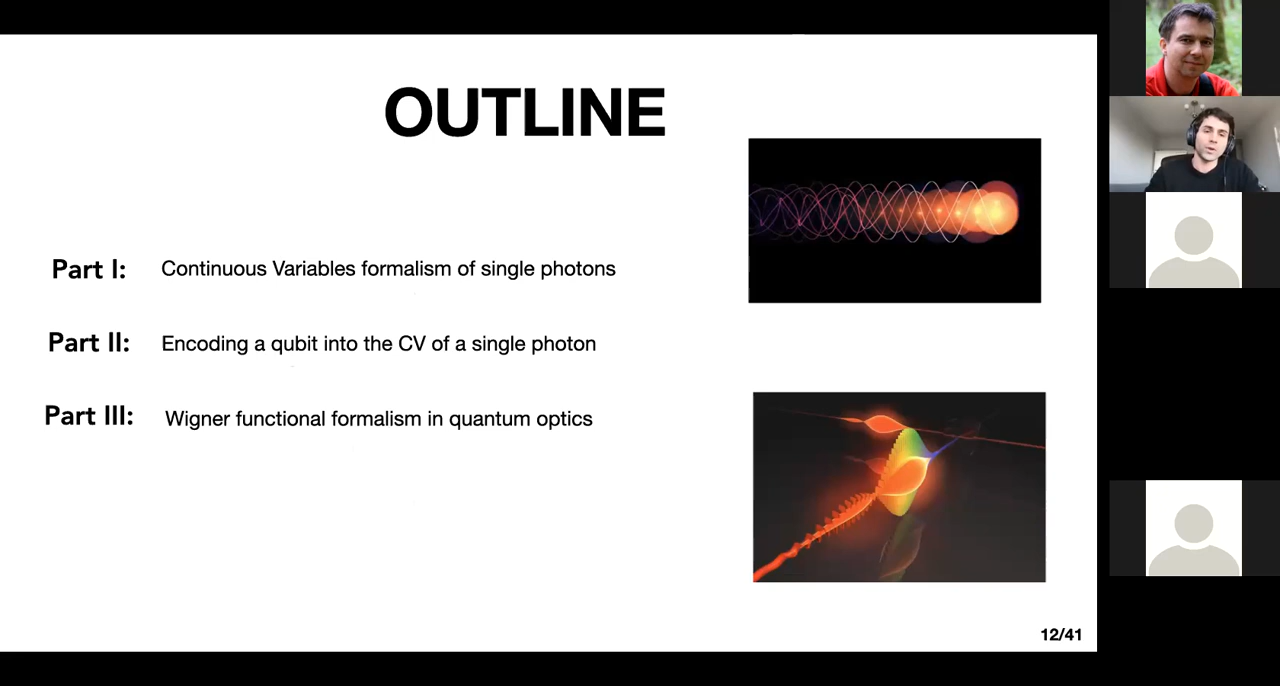 OUTLINE
Part I: Continuous Variables formalism of single photons
Part II: Encoding a qubit into the CV of a single photon
Part III: Wigner functional formalism in quantum optics
12/41